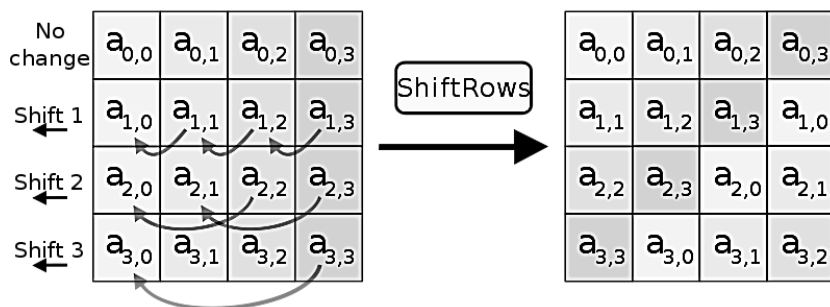 No
change
a0,0 a0,1 a0,2 a0,3
Shift 1
a1,0 a1,1 a1,2 a1,3
Shift 2
a2,0 a2,1 a2,2 a2,3
Shift 3
a3,0 a3,1 a3,2 a3,3
ShiftRows
a0,0 a0,1 a0,2 a0,3
a1,1 a1,2 a1,3 a1,0
a2,2 a2,3 a2,0 a2,1
a3,3 a3,0 a3,1 a3,2